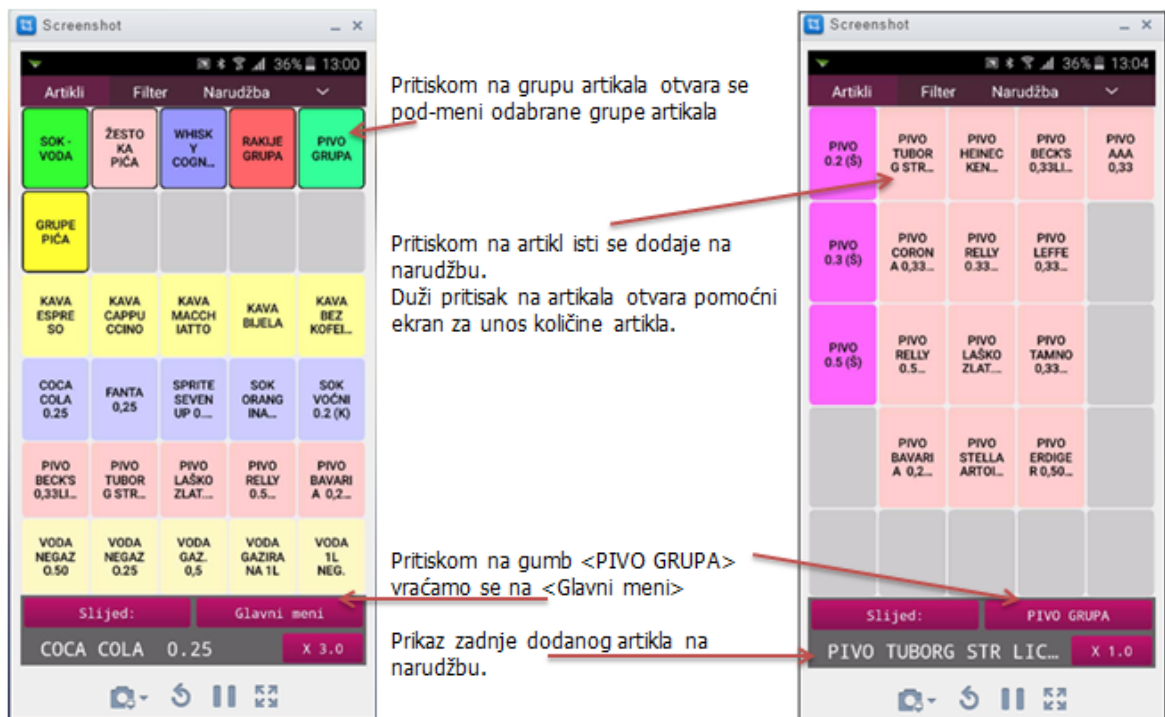 Screenshot
36% 13:00
Artikli Filter Narudžba
SOK -
VODA
ŽESTO
KA
PIĆA
WHISK
Y
COGN...
RAKIJE
GRUPA
PIVO
GRUPA
GRUPE
PIĆA
KAVA
ESPRE
SO
KAVA
CAPPU
CCINO
KAVA
MACCH
IATTO
KAVA
BIJELA
KAVA
BEZ
KOFEI...
COCA
COLA
0.25
FANTA
0,25
SPRITE
SEVEN
UP 0....
SOK
ORANG
INA...
SOK
VOĆNI
0.2 (K)
PIVO
BECK'S
0,33LI...
PIVO
TUBOR
G STR...
PIVO
LAŠKO
ZLAT....
PIVO
RELLY
0.5...
PIVO
BAVARI
A 0,2...
VODA
NEGAZ
0.50
VODA
NEGAZ
0.25
VODA
GAZ.
0,5
VODA
GAZIRA
NA 1L
VODA
1L
NEG.
Slijed: Glavni meni
COCA COLA 0.25 X 3.0
Pritiskom na grupu artikala otvara se
pod-meni odabrane grupe artikala
Pritiskom na artikl isti se dodaje na
narudžbu.
Duži pritisak na artikala otvara pomoćni
ekran za unos količine artikla.
Pritiskom na gumb <PIVO GRUPA>
vraćamo se na <Glavni meni>
Prikaz zadnje dodanog artikla na
narudžbu.
Screenshot
36% 13:04
Artikli Filter Narudžba
PIVO
0.2 (Š)
PIVO
TUBOR
G STR...
PIVO
HEINEC
KEN...
PIVO
BECK'S
0,33LI...
PIVO
AAA
0,33
PIVO
0.3 (Š)
PIVO
CORON
A 0,33...
PIVO
RELLY
0.33...
PIVO
LEFFE
0,33...
PIVO
0.5 (Š)
PIVO
RELLY
0.5...
PIVO
LAŠKO
ZLAT....
PIVO
TAMNO
0,33...
PIVO
BAVARI
A 0,2...
PIVO
STELLA
ARTOI...
PIVO
ERDIGE
R 0,50...
Slijed: PIVO GRUPA
PIVO TUBORG STR LIC... X 1.0